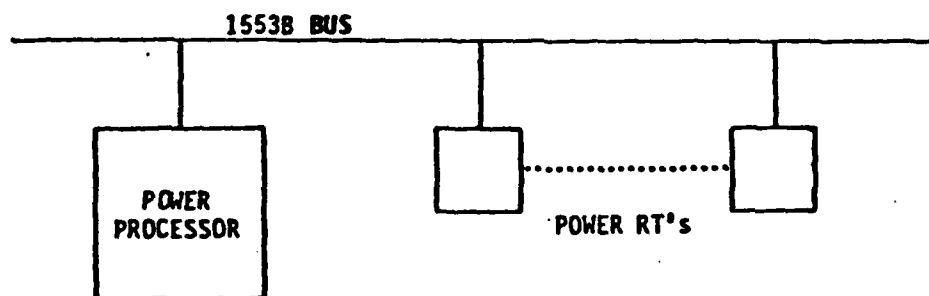 1553B BUS
POWER
PROCESSOR
POWER RT's